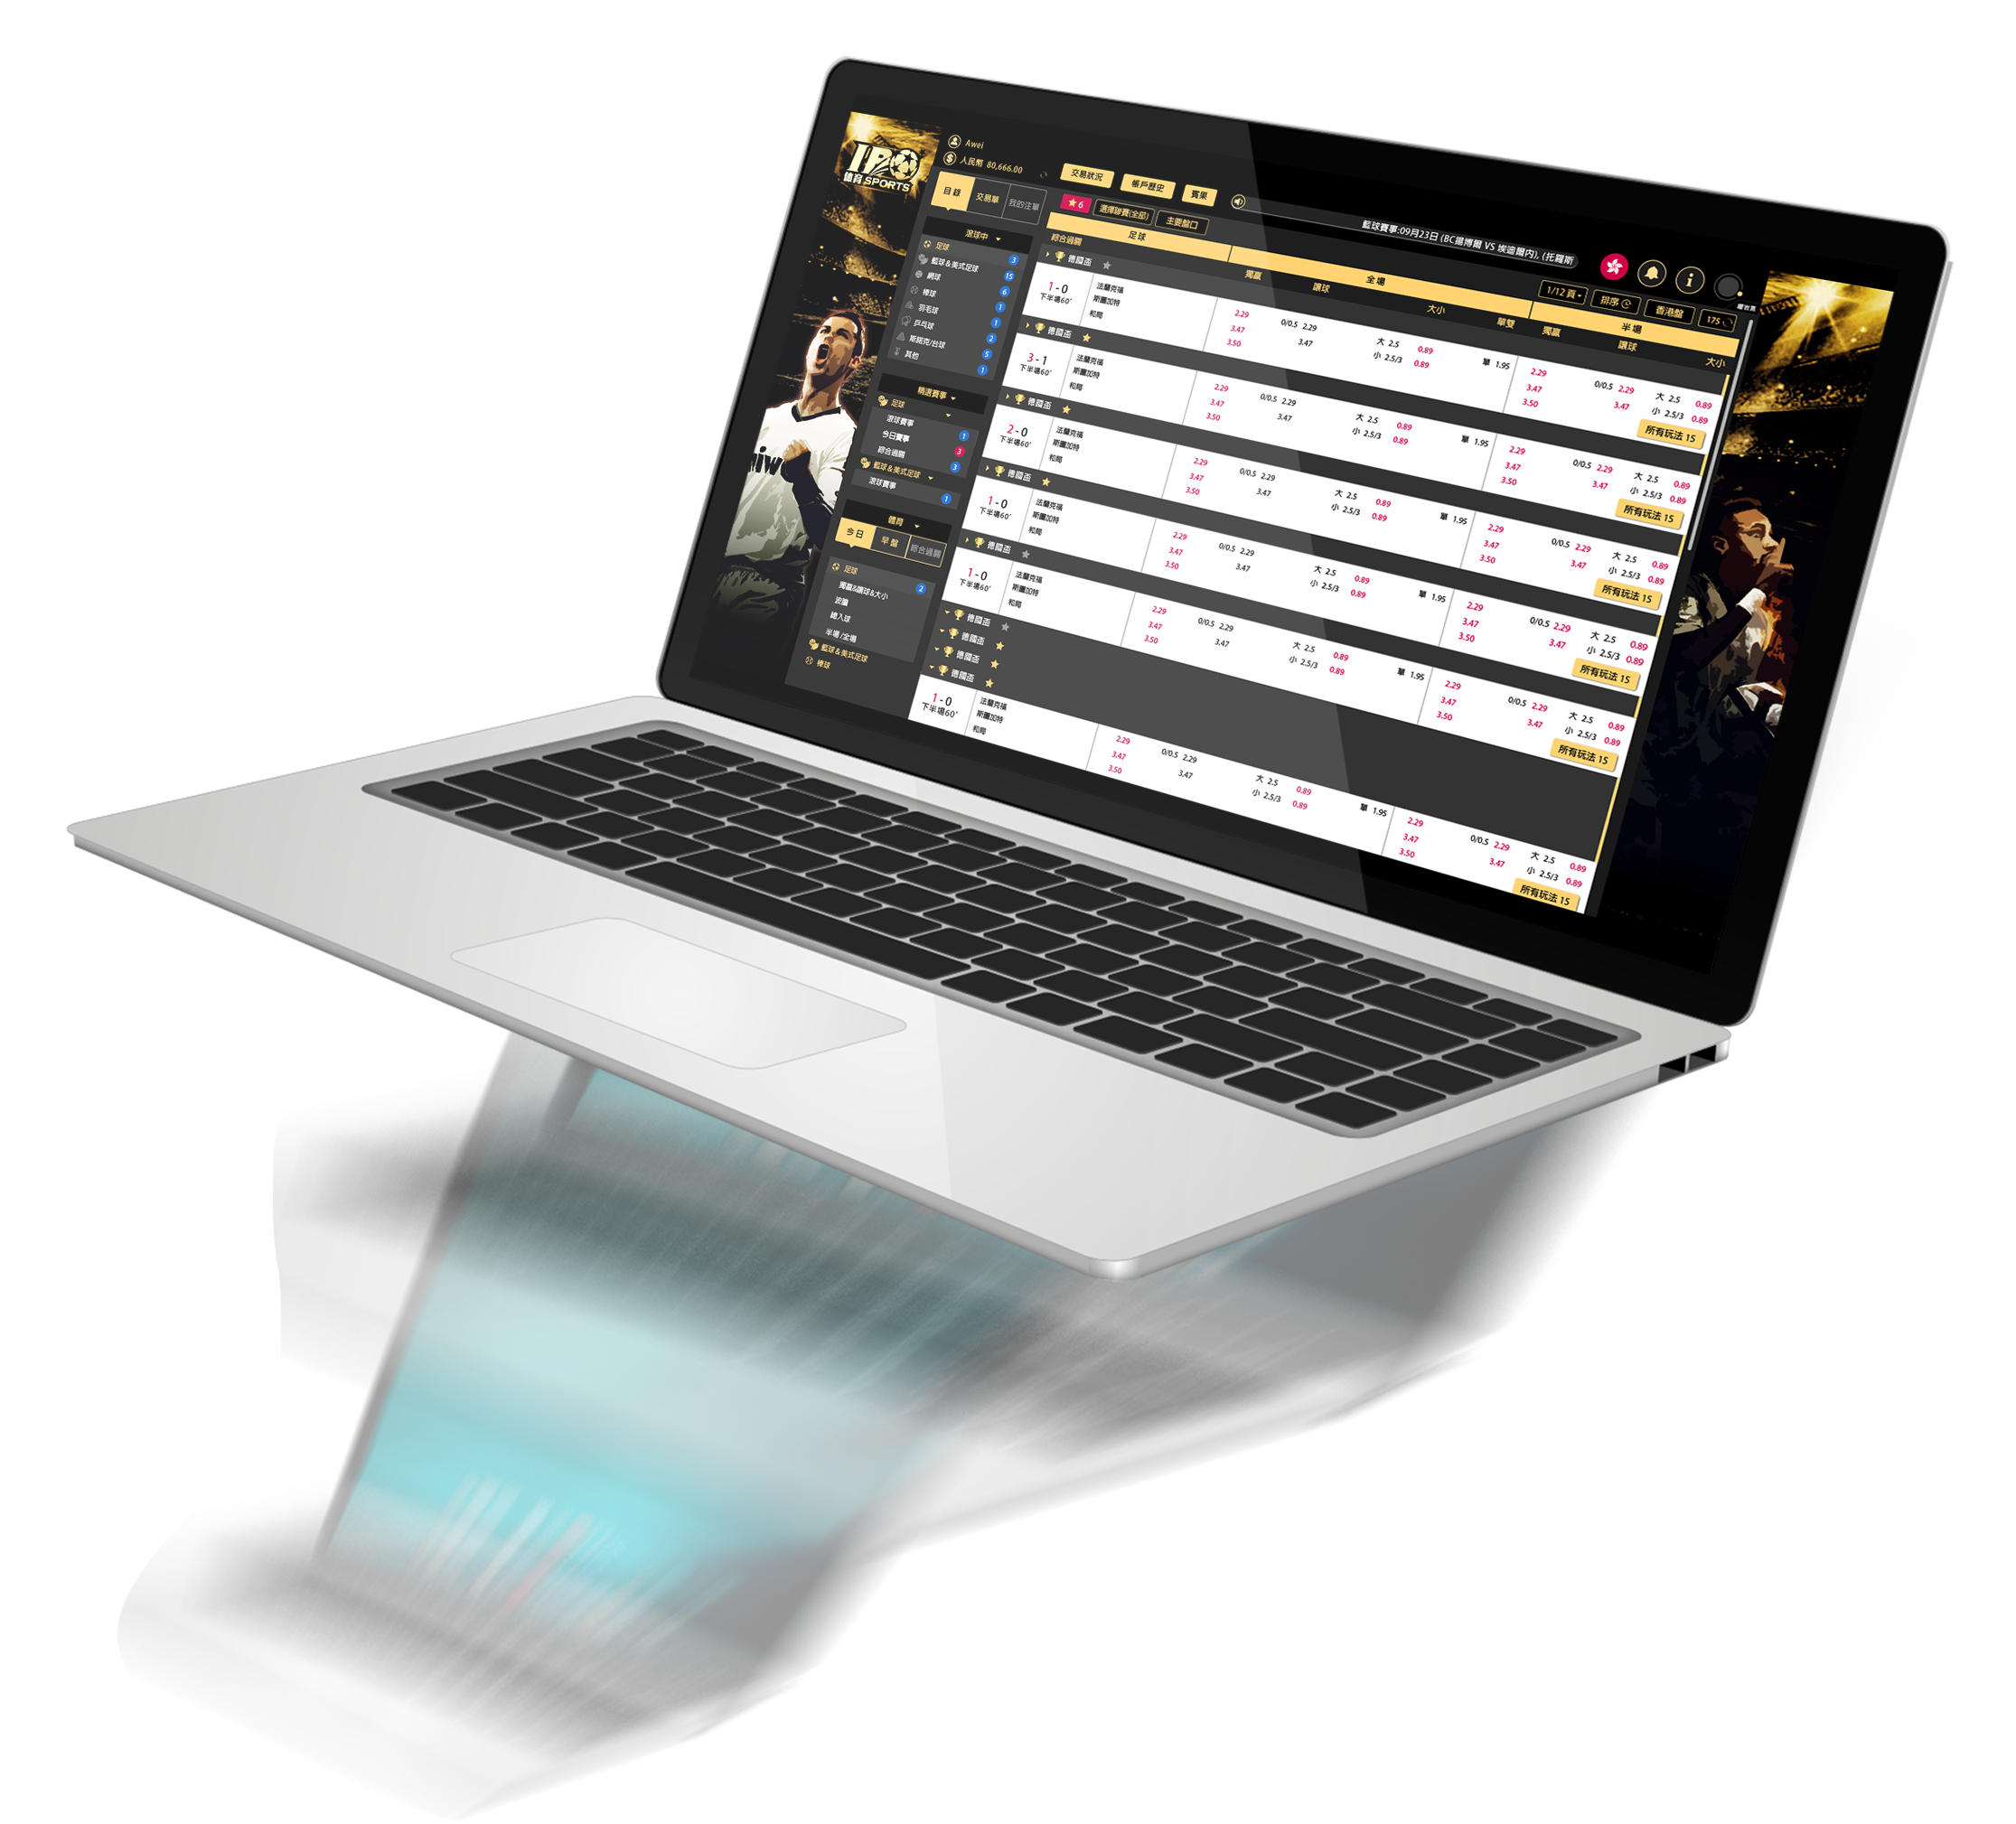 IPO
体育 SPORTS
Awei
人民幣 80,666.00
交易狀況
帳戶歷史
賽果
籃球賽事:09月23日 (BC揚博爾 VS 埃迪爾内), (托羅斯
目錄
交易單
我的注單
6
選擇聯賽(全部)
主要盤口
1/12 頁
排序
香港盤
175
滾球中
足球 3
籃球&美式足球 15
網球 6
棒球 1
羽毛球 1
乒乓球 2
斯諾克/台球 5
其他 1
精選賽事
足球
滾球賽事 1
今日賽事 3
綜合過關 3
籃球&美式足球
滾球賽事 1
體育
今日
早盤
綜合過關
足球 2
獨贏&讓球&大小
波膽
總入球
半場/全場
籃球&美式足球
棒球
足球
全場
半場
綜合過關
獨贏 讓球 大小 單雙 獨贏 讓球 大小
德國盃
1-0
下半場60'
法蘭克福
斯圖加特
和局
2.29 0/0.5 2.29 大 2.5 0.89 單 1.95 2.29 0/0.5 2.29 大 2.5 0.89
3.47 3.47 小 2.5/3 0.89 3.47 3.47 小 2.5/3 0.89
3.50 3.50
所有玩法 15
德國盃
3-1
下半場60'
法蘭克福
斯圖加特
和局
2.29 0/0.5 2.29 大 2.5 0.89 單 1.95 2.29 0/0.5 2.29 大 2.5 0.89
3.47 3.47 小 2.5/3 0.89 3.47 3.47 小 2.5/3 0.89
3.50 3.50
所有玩法 15
德國盃
2-0
下半場60'
法蘭克福
斯圖加特
和局
2.29 0/0.5 2.29 大 2.5 0.89 單 1.95 2.29 0/0.5 2.29 大 2.5 0.89
3.47 3.47 小 2.5/3 0.89 3.47 3.47 小 2.5/3 0.89
3.50 3.50
所有玩法 15
德國盃
1-0
下半場60'
法蘭克福
斯圖加特
和局
2.29 0/0.5 2.29 大 2.5 0.89 單 1.95 2.29 0/0.5 2.29 大 2.5 0.89
3.47 3.47 小 2.5/3 0.89 3.47 3.47 小 2.5/3 0.89
3.50 3.50
所有玩法 15
德國盃
1-0
下半場60'
法蘭克福
斯圖加特
和局
2.29 0/0.5 2.29 大 2.5 0.89 單 1.95 2.29 0/0.5 2.29 大 2.5 0.89
3.47 3.47 小 2.5/3 0.89 3.47 3.47 小 2.5/3 0.89
3.50 3.50
所有玩法 15
德國盃
德國盃
德國盃
德國盃
1-0
下半場60'
法蘭克福
斯圖加特
和局
2.29 0/0.5 2.29 大 2.5 0.89 單 1.95 2.29 0/0.5 2.29 大 2.5 0.89
3.47 3.47 小 2.5/3 0.89 3.47 3.47 小 2.5/3 0.89
3.50 3.50
所有玩法 15